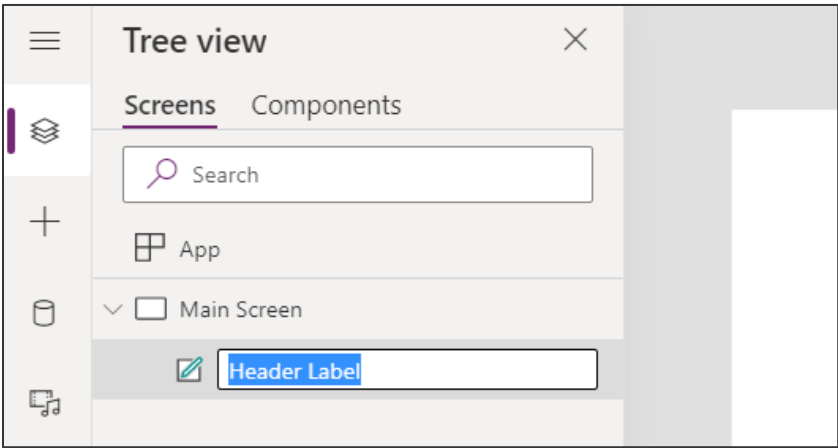 Tree view
Screens Components
Search
App
Main Screen
Header Label